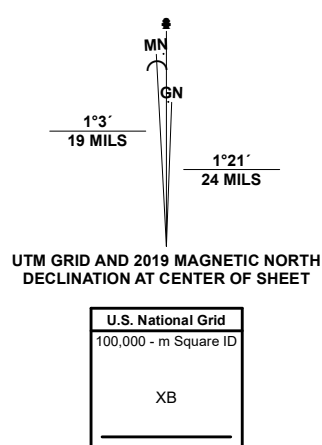 MN
GN
1°3´
19 MILS
1°21´
24 MILS
UTM GRID AND 2019 MAGNETIC NORTH
DECLINATION AT CENTER OF SHEET
U.S. National Grid
100,000 - m Square ID
XB